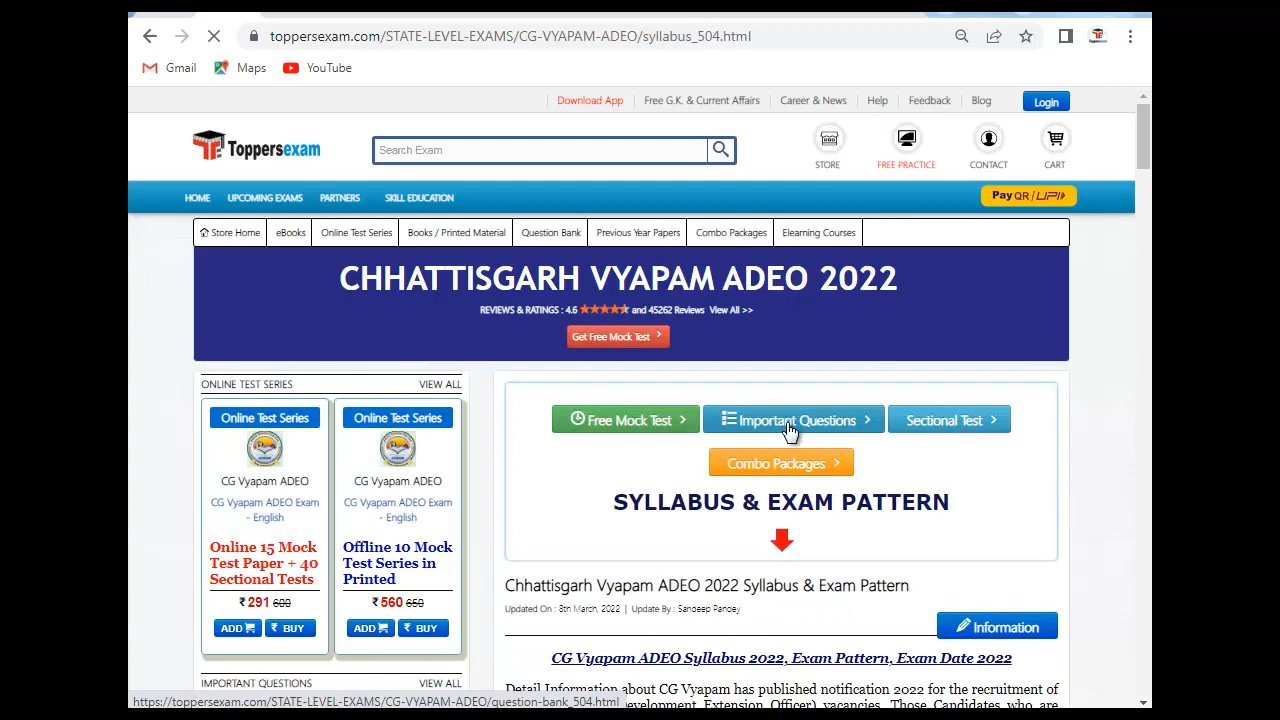 toppersexam.com/STATE-LEVEL-EXAMS/CG-VYAPAM-ADEO/syllabus_504.html
Gmail Maps YouTube
Download App Free G.K. & Current Affairs Career & News Help Feedback Blog Login
Toppersexam Search Exam STORE FREE PRACTICE CONTACT CART
HOME UPCOMING EXAMS PARTNERS SKILL EDUCATION Pay QR / UPI
Store Home eBooks Online Test Series Books / Printed Material Question Bank Previous Year Papers Combo Packages Elearning Courses
CHHATTISGARH VYAPAM ADEO 2022
REVIEWS & RATINGS : 4.6 and 45262 Reviews View All >>
Get Free Mock Test
ONLINE TEST SERIES VIEW ALL
Online Test Series
CG Vyapam ADEO
CG Vyapam ADEO Exam
- English
Online 15 Mock
Test Paper + 40
Sectional Tests
₹ 291 600
ADD ₹ BUY
Online Test Series
CG Vyapam ADEO
CG Vyapam ADEO Exam
- English
Offline 10 Mock
Test Series in
Printed
₹ 560 650
ADD ₹ BUY
IMPORTANT QUESTIONS VIEW ALL
Free Mock Test Important Questions Sectional Test
Combo Packages
SYLLABUS & EXAM PATTERN
Chhattisgarh Vyapam ADEO 2022 Syllabus & Exam Pattern
Updated On : 8th March, 2022 | Update By : Sandeep Pandey
Information
CG Vyapam ADEO Syllabus 2022, Exam Pattern, Exam Date 2022
Detail Information about CG Vyapam has published notification 2022 for the recruitment of
Development Extension Officer) vacancies. Those Candidates who are
https://toppersexam.com/STATE-LEVEL-EXAMS/CG-VYAPAM-ADEO/question-bank_504.html